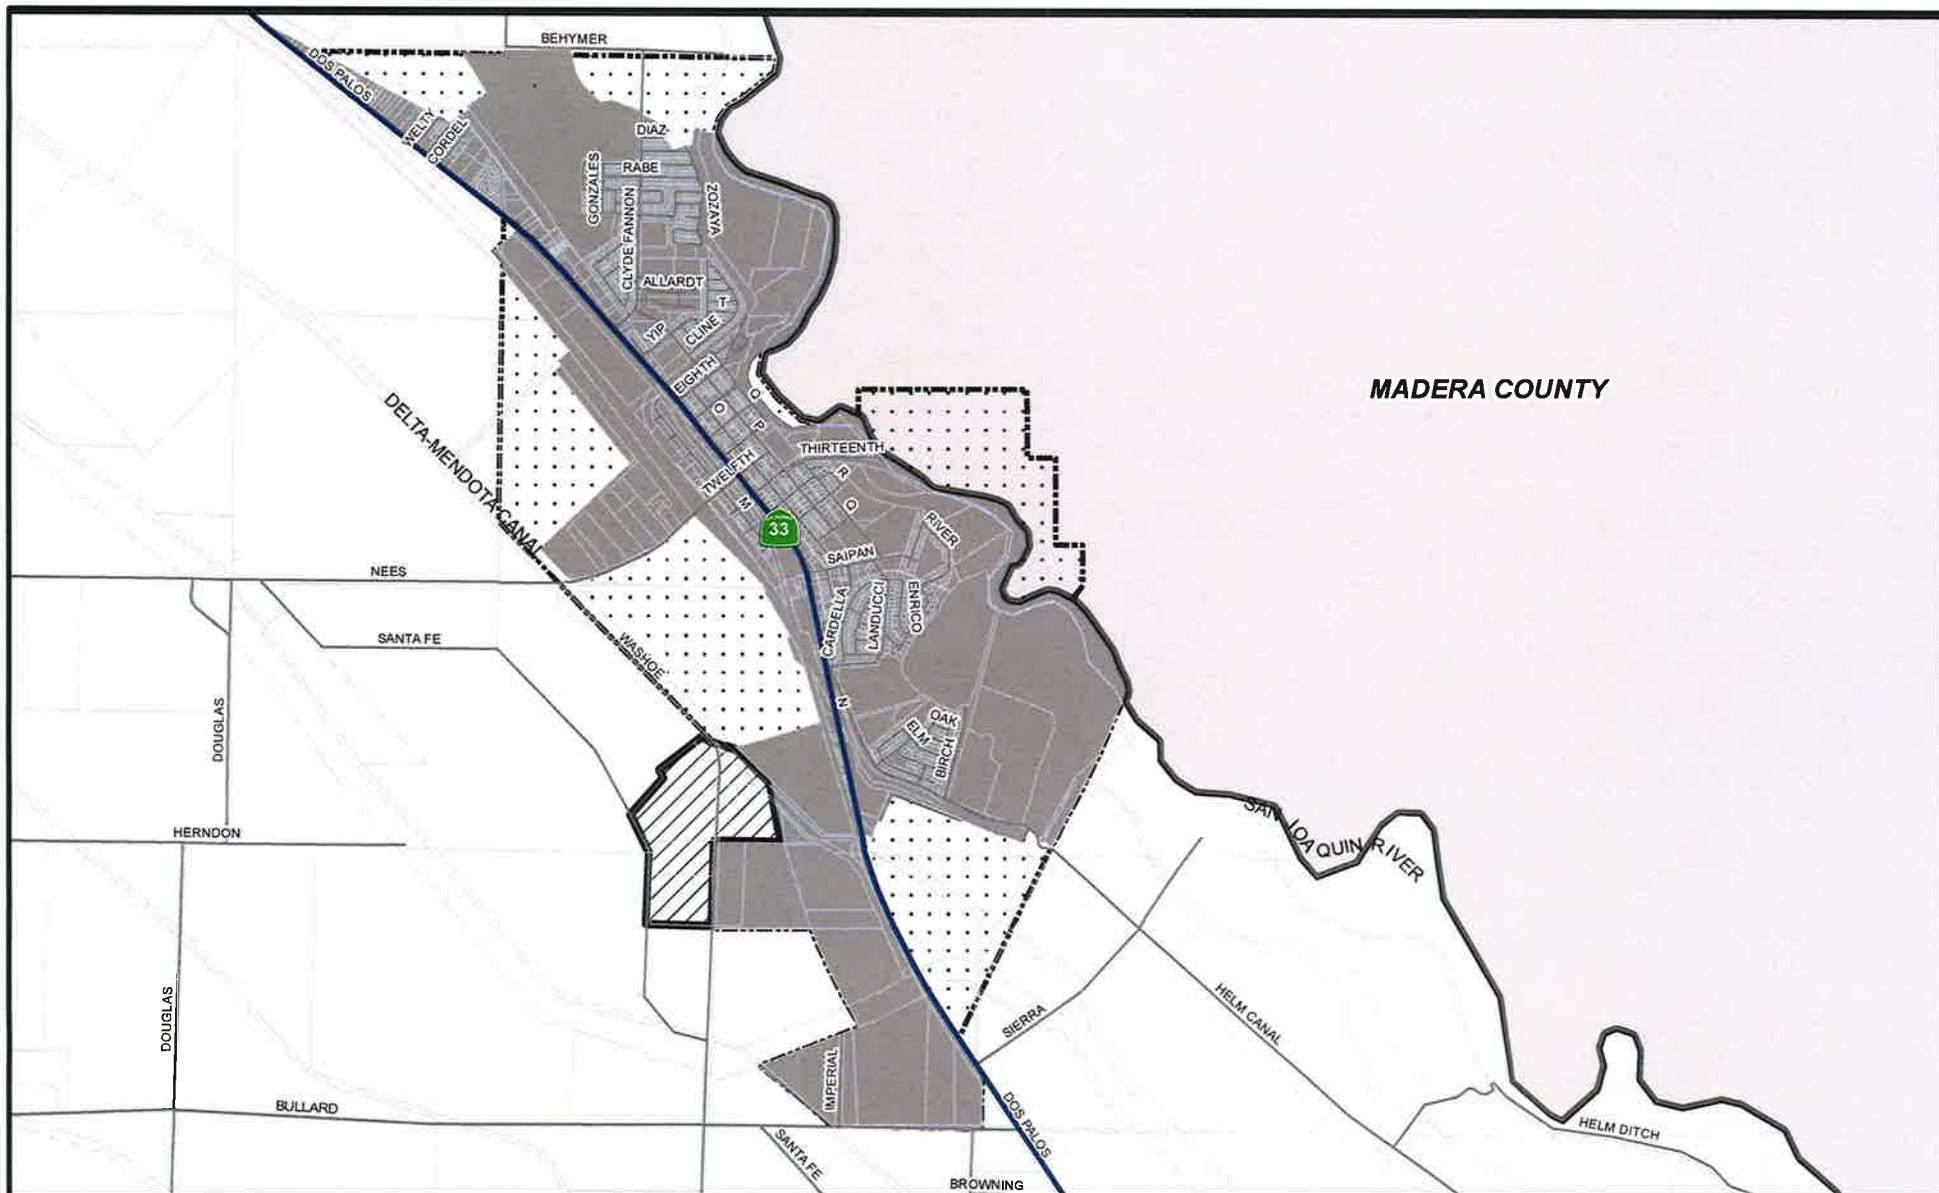 BEHYMER
DOS PALOS
WELTY
CORDEL
DIAZ
RABE
GONZALES
CLYDE FANNON
ZOZAYA
ALLARDT
T
YIP
CLINE
EIGHTH
O
Q
P
MADERA COUNTY
DELTA-MENDOTA CANAL
THIRTEENTH
TWELFTH
R
Q
M
33
RIVER
SAIPAN
NEES
CARDELLA
LANDUCCI
ENRICO
SANTA FE
WASHOE
N
OAK
ELM
BIRCH
DOUGLAS
HERNDON
SAN JOAQUIN RIVER
DOUGLAS
SIERRA
HELM CANAL
IMPERIAL
BULLARD
DOS PALOS
HELM DITCH
SANTA FE
BROWNING